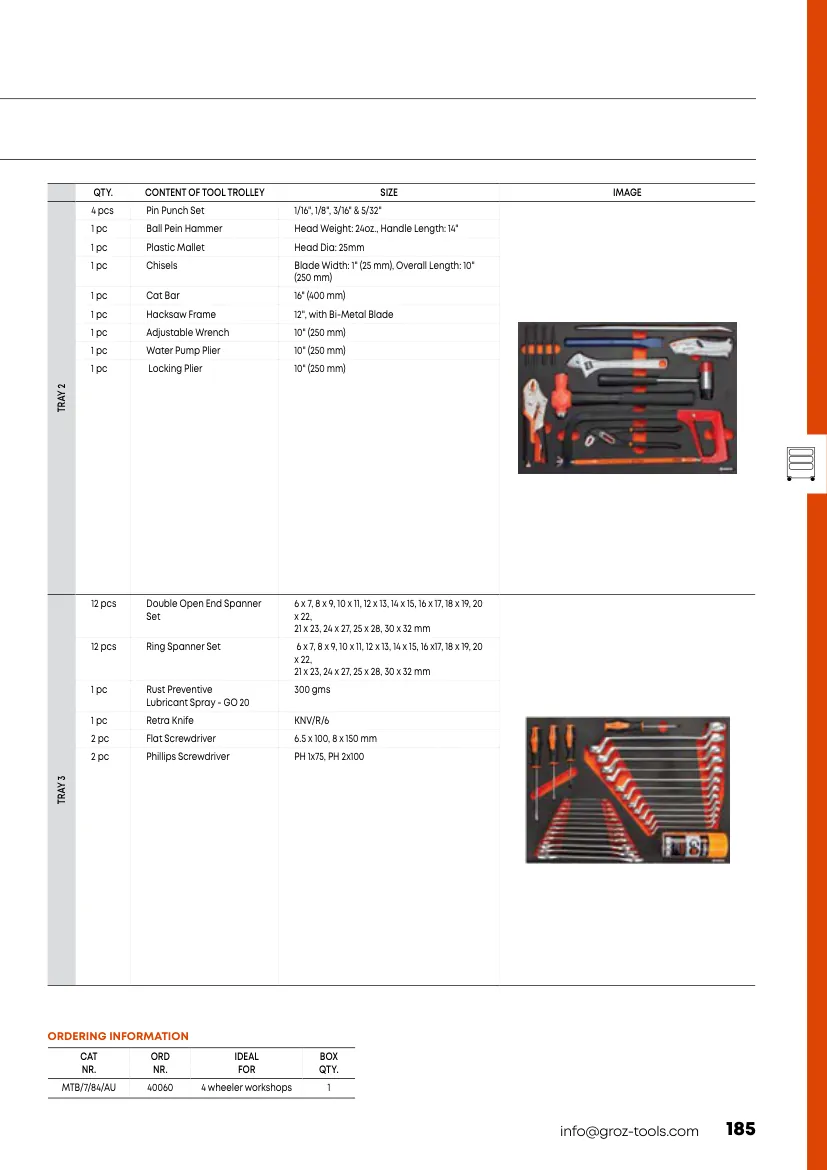 QTY. CONTENT OF TOOL TROLLEY SIZE IMAGE
TRAY 2
4 pcs Pin Punch Set 1/16", 1/8", 3/16" & 5/32"
1 pc Ball Pein Hammer Head Weight: 24oz., Handle Length: 14"
1 pc Plastic Mallet Head Dia: 25mm
1 pc Chisels Blade Width: 1" (25 mm), Overall Length: 10"
(250 mm)
1 pc Cat Bar 16" (400 mm)
1 pc Hacksaw Frame 12", with Bi-Metal Blade
1 pc Adjustable Wrench 10" (250 mm)
1 pc Water Pump Plier 10" (250 mm)
1 pc Locking Plier 10" (250 mm)
TRAY 3
12 pcs Double Open End Spanner 6 x 7, 8 x 9, 10 x 11, 12 x 13, 14 x 15, 16 x 17, 18 x 19, 20
Set x 22,
21 x 23, 24 x 27, 25 x 28, 30 x 32 mm
12 pcs Ring Spanner Set 6 x 7, 8 x 9, 10 x 11, 12 x 13, 14 x 15, 16 x17, 18 x 19, 20
x 22,
21 x 23, 24 x 27, 25 x 28, 30 x 32 mm
1 pc Rust Preventive 300 gms
Lubricant Spray - GO 20
1 pc Retra Knife KNV/R/6
2 pc Flat Screwdriver 6.5 x 100, 8 x 150 mm
2 pc Phillips Screwdriver PH 1x75, PH 2x100
ORDERING INFORMATION
CAT ORD IDEAL BOX
NR. NR. FOR QTY.
MTB/7/84/AU 40060 4 wheeler workshops 1
info@groz-tools.com 185